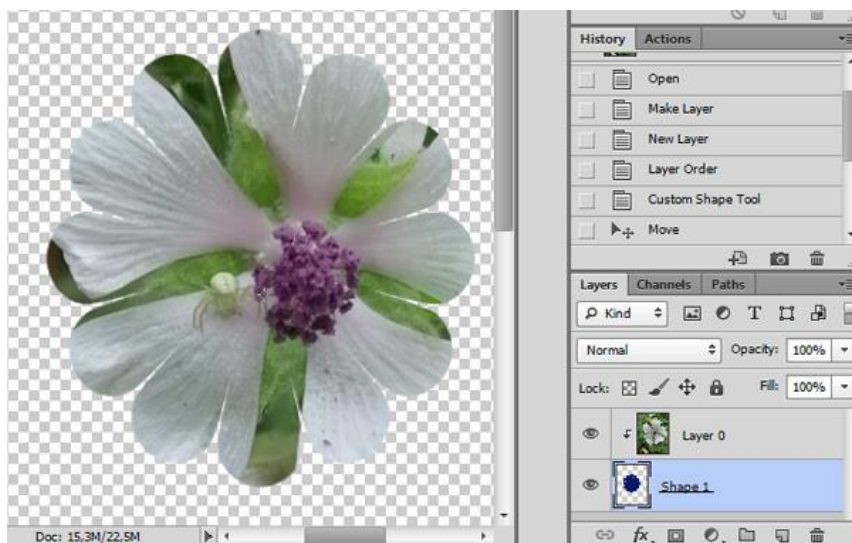 History Actions
Open
Make Layer
New Layer
Layer Order
Custom Shape Tool
Move
Layers Channels Paths
Kind T
Normal Opacity: 100%
Lock: Fill: 100%
Layer 0
Shape 1
Doc: 15,3M/22,5M fx